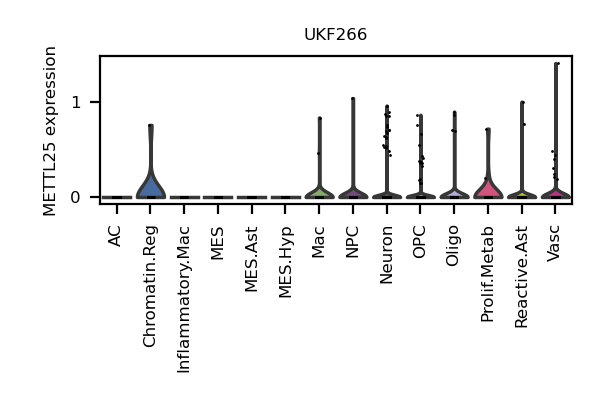 UKF266
METTL25 expression
1
0
AC
Chromatin.Reg
Inflammatory.Mac
MES
MES.Ast
MES.Hyp
Mac
NPC
Neuron
OPC
Oligo
Prolif.Metab
Reactive.Ast
Vasc